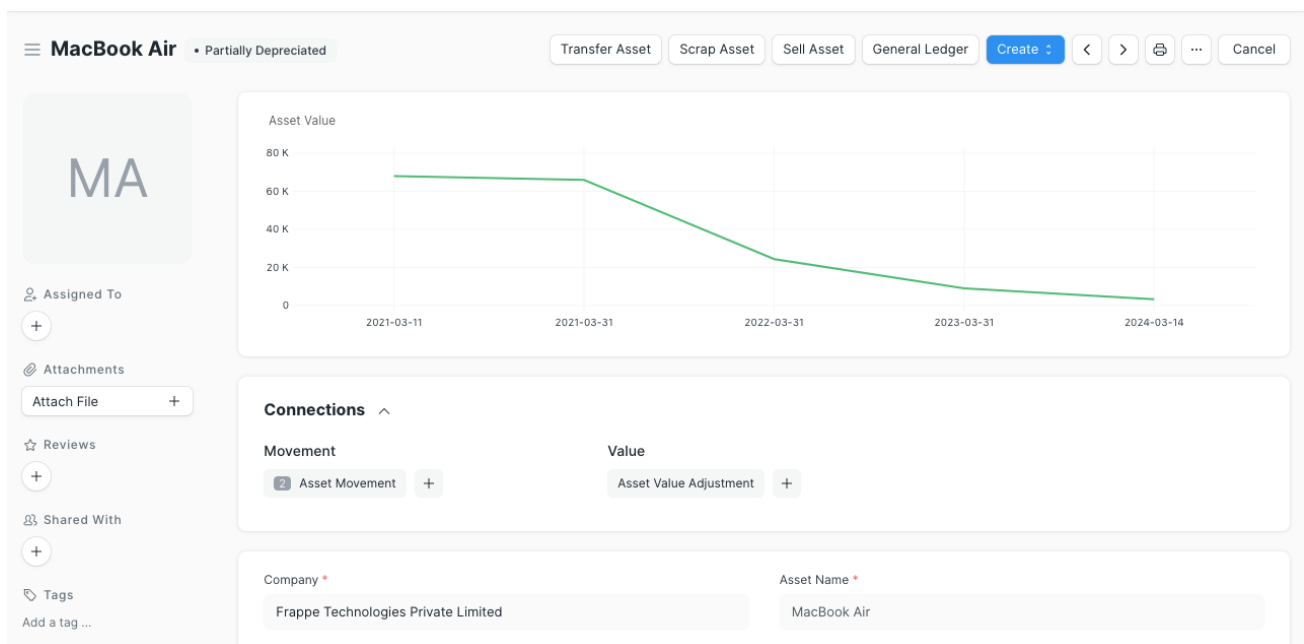 MacBook Air • Partially Depreciated Transfer Asset Scrap Asset Sell Asset General Ledger Create Cancel
MA
Assigned To
Attachments
Attach File
Reviews
Shared With
Tags
Add a tag ...
Asset Value
80 K
60 K
40 K
20 K
0
2021-03-11 2021-03-31 2022-03-31 2023-03-31 2024-03-14
Connections
Movement Value
2 Asset Movement Asset Value Adjustment
Company * Asset Name *
Frappe Technologies Private Limited MacBook Air